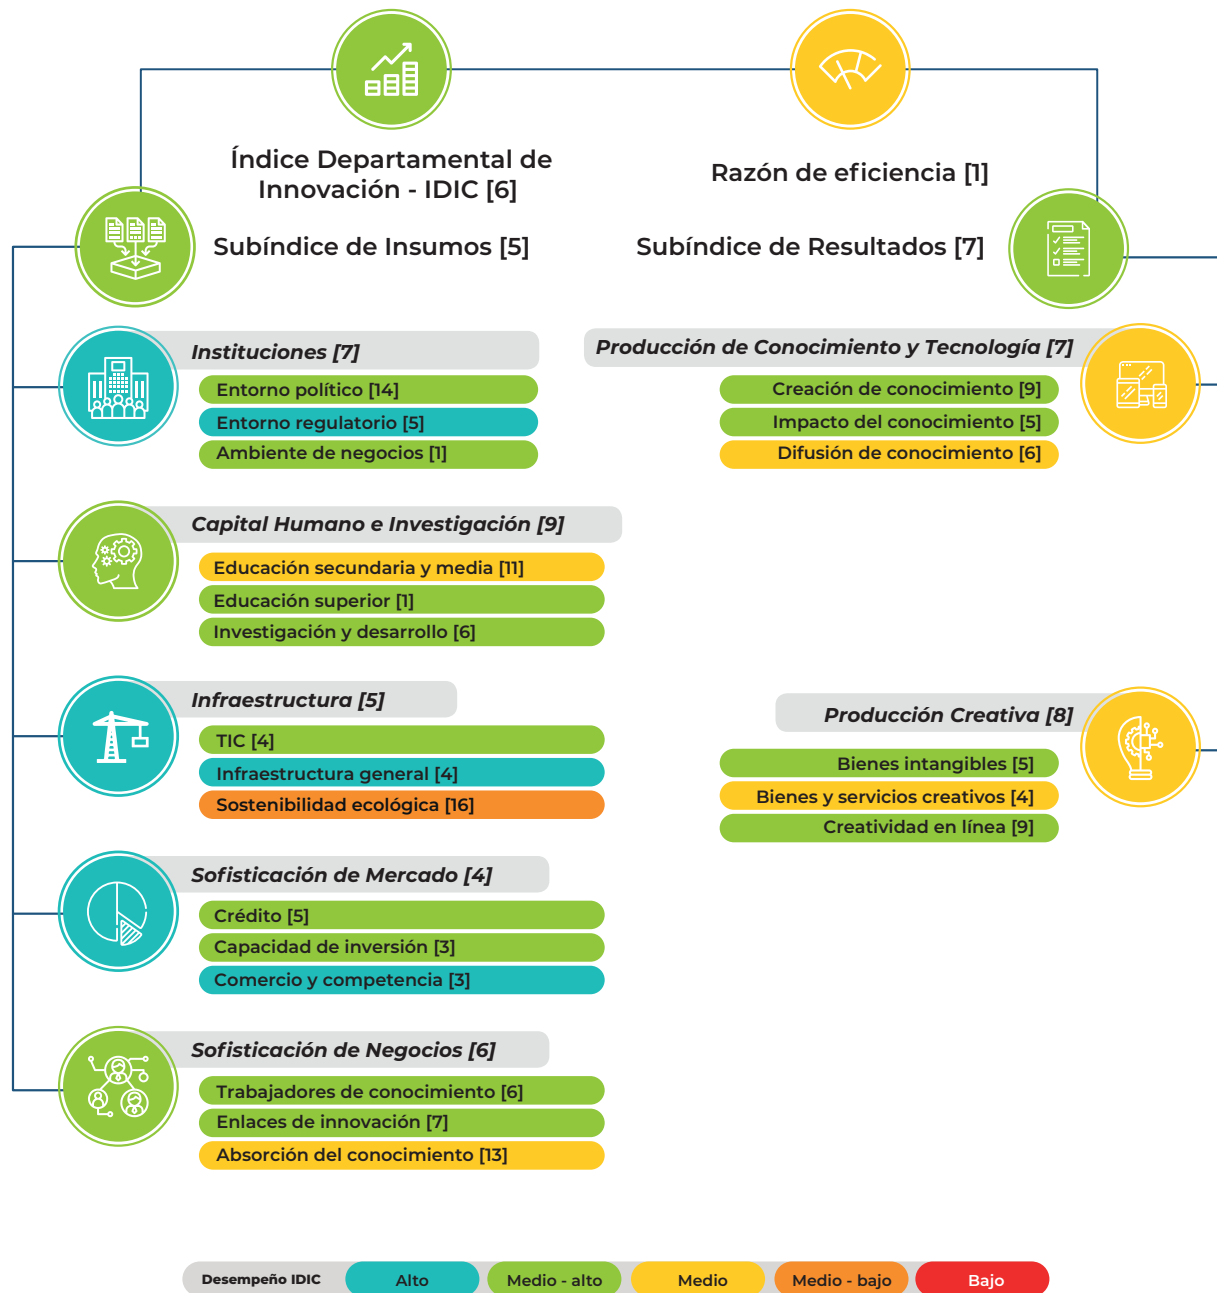 Índice Departamental de
Innovación - IDIC [6]
Razón de eficiencia [1]
Subíndice de Insumos [5]
Subíndice de Resultados [7]
Instituciones [7]
Entorno político [14]
Entorno regulatorio [5]
Ambiente de negocios [1]
Capital Humano e Investigación [9]
Educación secundaria y media [11]
Educación superior [1]
Investigación y desarrollo [6]
Infraestructura [5]
TIC [4]
Infraestructura general [4]
Sostenibilidad ecológica [16]
Sofisticación de Mercado [4]
Crédito [5]
Capacidad de inversión [3]
Comercio y competencia [3]
Sofisticación de Negocios [6]
Trabajadores de conocimiento [6]
Enlaces de innovación [7]
Absorción del conocimiento [13]
Producción de Conocimiento y Tecnología [7]
Creación de conocimiento [9]
Impacto del conocimiento [5]
Difusión de conocimiento [6]
Producción Creativa [8]
Bienes intangibles [5]
Bienes y servicios creativos [4]
Creatividad en línea [9]
Desempeño IDIC
Alto
Medio - alto
Medio
Medio - bajo
Bajo